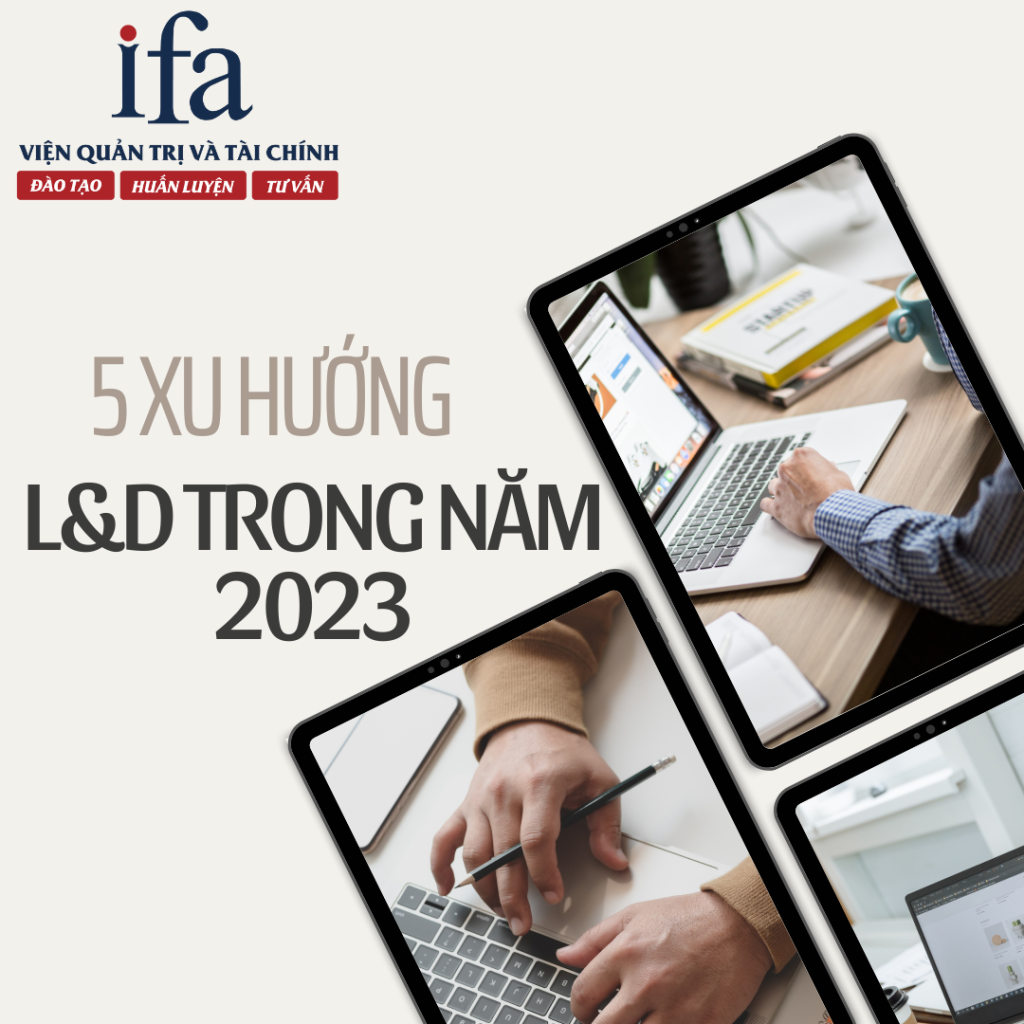 ifa
VIỆN QUẢN TRỊ VÀ TÀI CHÍNH
ĐÀO TẠO HUẤN LUYỆN TƯ VẤN
5 XU HƯỚNG
L&D TRONG NĂM
2023
STARTUP